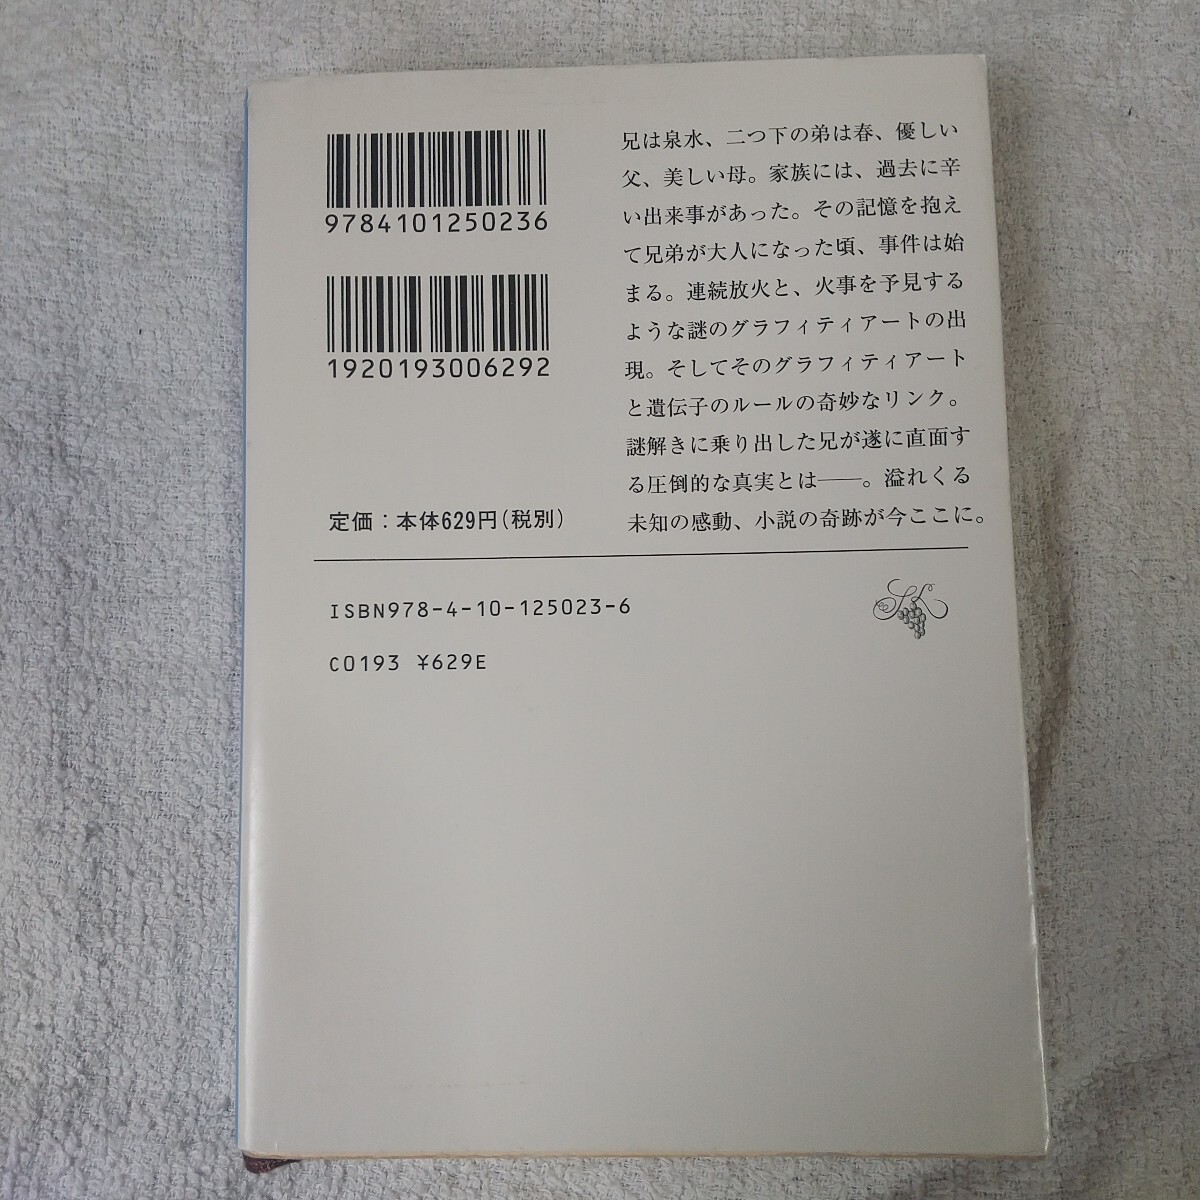 9784101250236
1920193006292
定価：本体629円（税別）
兄は泉水、二つ下の弟は春、優しい
父、美しい母。家族には、過去に辛
い出来事があった。その記憶を抱え
て兄弟が大人になった頃、事件は始
まる。連続放火と、火事を予見する
ような謎のグラフィティアートの出
現。そしてそのグラフィティアート
と遺伝子のルールの奇妙なリンク。
謎解きに乗り出した兄が遂に直面す
る圧倒的な真実とは――。溢れくる
未知の感動、小説の奇跡が今ここに。
ISBN978-4-10-125023-6
C0193 ¥629E
SK